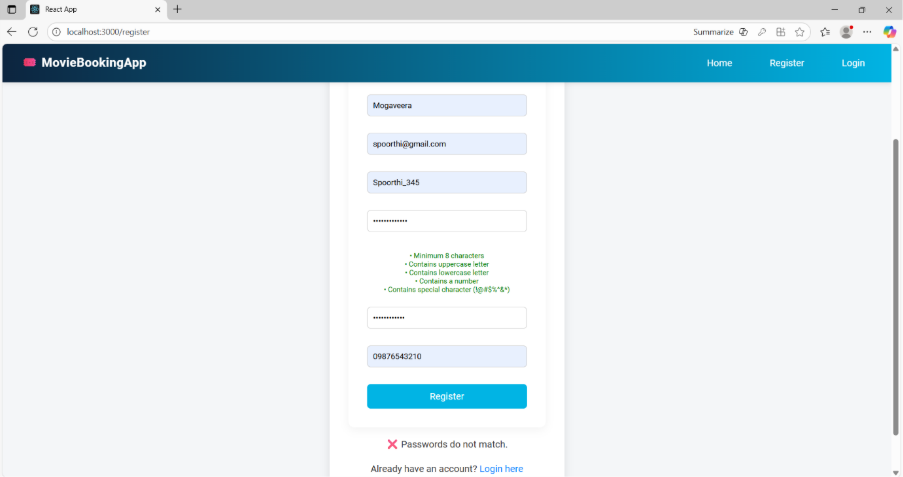 React App
localhost:3000/register
Summarize
MovieBookingApp
Home
Register
Login
Mogaveera
spoorthi@gmail.com
Spoorthi_345
•••••••••••••
• Minimum 8 characters
• Contains uppercase letter
• Contains lowercase letter
• Contains a number
• Contains special character (!@#$%^&*)
••••••••••••
09876543210
Register
❌ Passwords do not match.
Already have an account? Login here